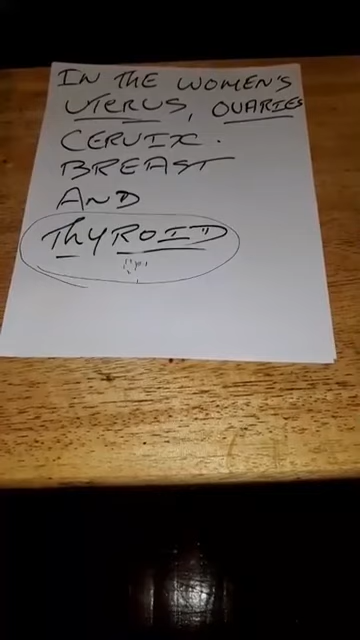 IN THE WOMEN'S
UTERUS, OVARIES
CERVIX.
BREAST
AND
THYROID